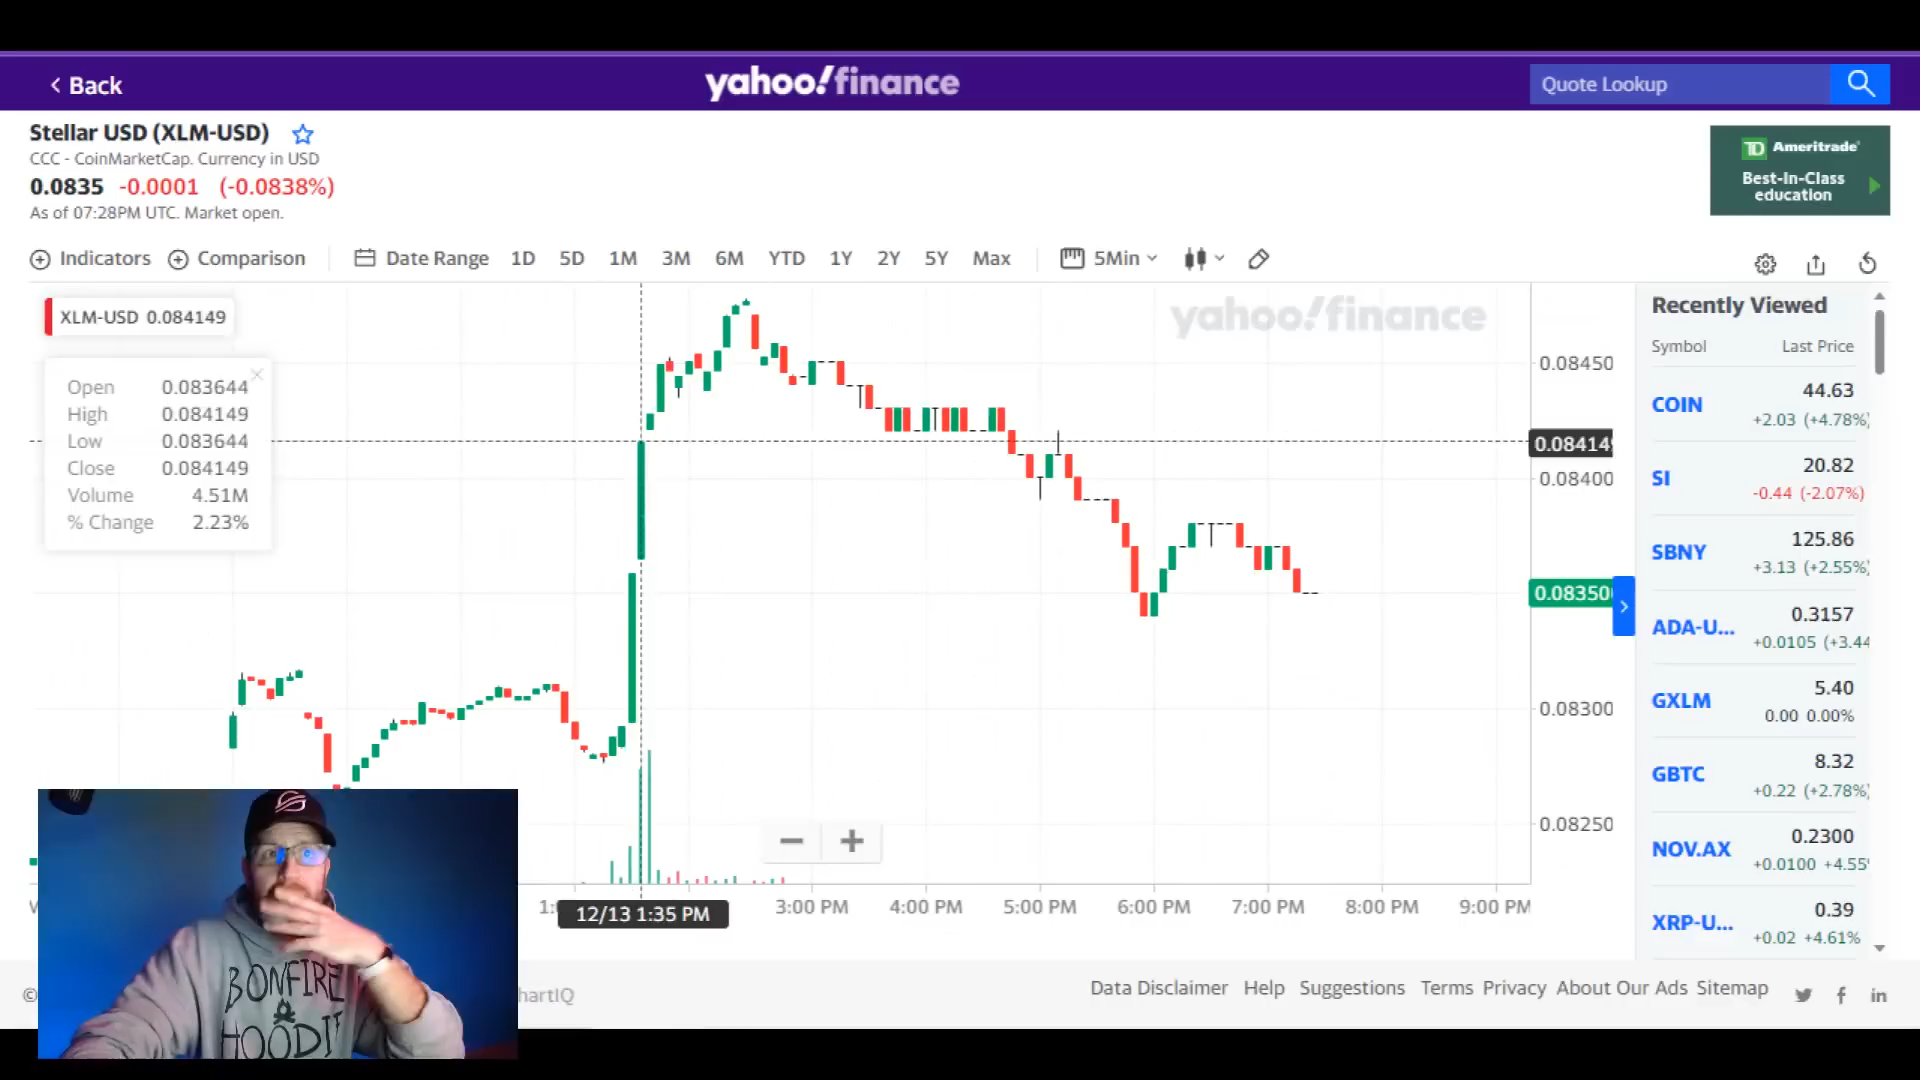 Back
yahoo!finance
Quote Lookup
Stellar USD (XLM-USD)
CCC - CoinMarketCap. Currency in USD
0.0835 -0.0001 (-0.0838%)
As of 07:28PM UTC. Market open.
TD Ameritrade
Best-In-Class
education
Indicators Comparison Date Range 1D 5D 1M 3M 6M YTD 1Y 2Y 5Y Max 5Min
XLM-USD 0.084149
Open 0.083644
High 0.084149
Low 0.083644
Close 0.084149
Volume 4.51M
% Change 2.23%
yahoo!finance
0.08450
0.08414
0.08400
0.08350
0.08300
0.08250
12/13 1:35 PM
3:00 PM 4:00 PM 5:00 PM 6:00 PM 7:00 PM 8:00 PM 9:00 PM
Recently Viewed
Symbol Last Price
COIN 44.63
+2.03 (+4.78%)
SI 20.82
-0.44 (-2.07%)
SBNY 125.86
+3.13 (+2.55%)
ADA-U... 0.3157
+0.0105 (+3.44
GXLM 5.40
0.00 0.00%
GBTC 8.32
+0.22 (+2.78%)
NOV.AX 0.2300
+0.0100 +4.55
XRP-U... 0.39
+0.02 +4.61%
©
hartIQ
Data Disclaimer Help Suggestions Terms Privacy About Our Ads Sitemap
BONFIRE
HOODIE